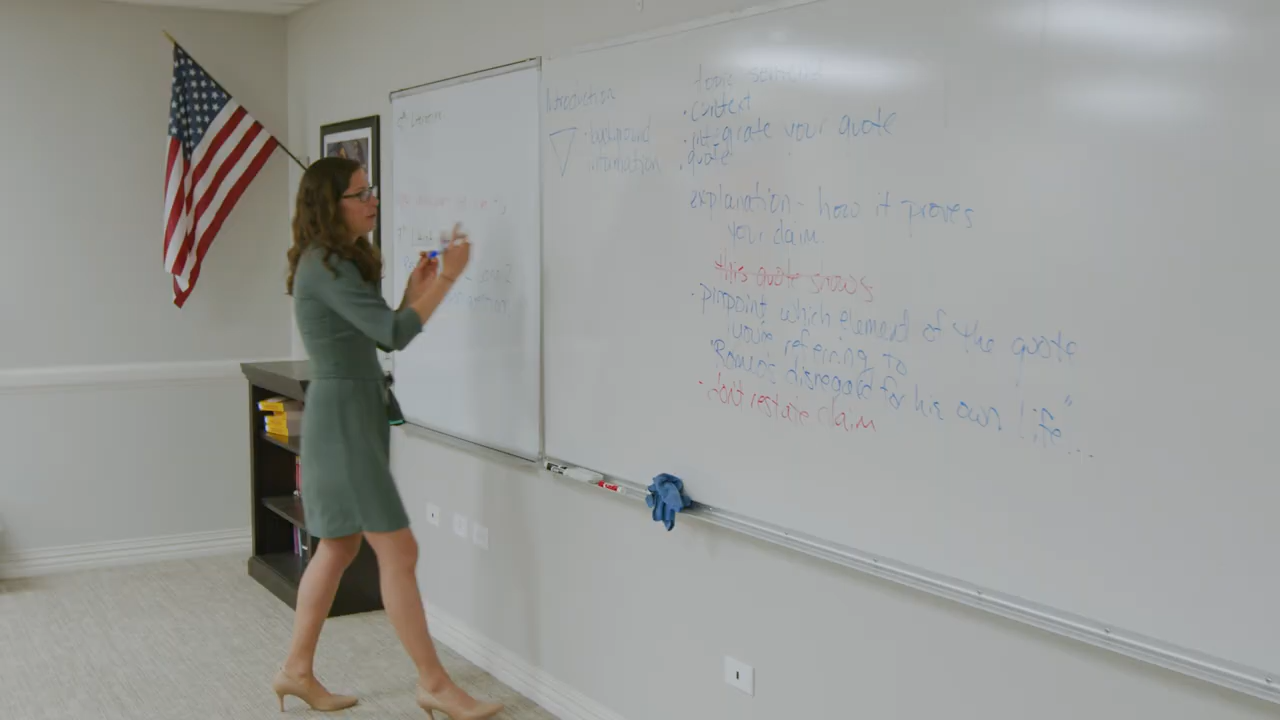 Introduction
background
information
topic sentence
· context
· integrate your quote
· quote
explanation - how it proves
your claim.
this quote shows
· pinpoint which element of the quote
you're referring to
"Romeo's disregard for his own life"...
· don't restate claim